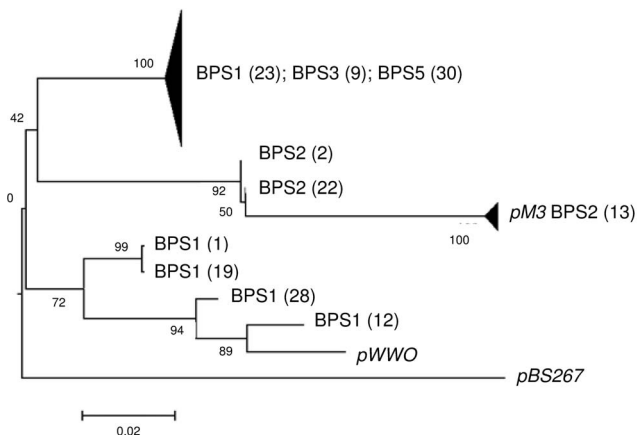 100
BPS1 (23); BPS3 (9); BPS5 (30)
42
BPS2 (2)
92
BPS2 (22)
0
50
pM3 BPS2 (13)
100
99
BPS1 (1)
BPS1 (19)
72
BPS1 (28)
94
BPS1 (12)
89
pWWO
pBS267
0.02